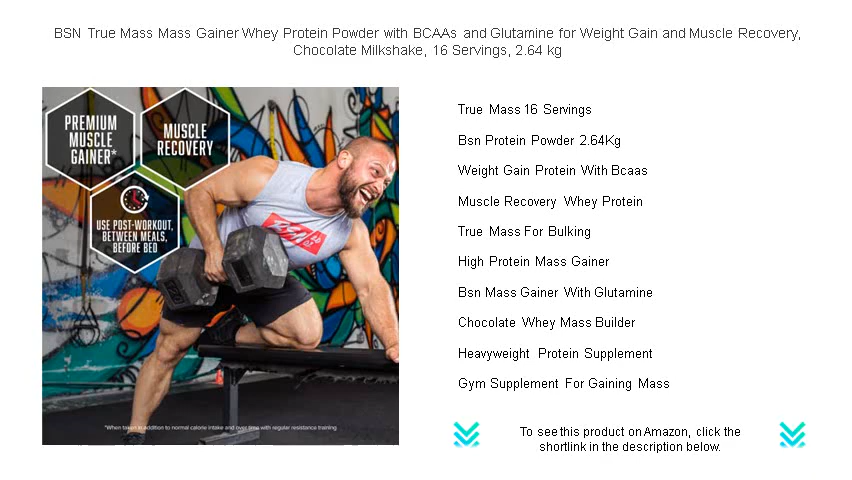 BSN True Mass Mass Gainer Whey Protein Powder with BCAAs and Glutamine for Weight Gain and Muscle Recovery,
Chocolate Milkshake, 16 Servings, 2.64 kg
PREMIUM
MUSCLE
GAINER*
MUSCLE
RECOVERY
USE POST-WORKOUT,
BETWEEN MEALS,
BEFORE BED
*When taken in addition to normal calorie intake and over time with regular resistance training
True Mass 16 Servings
Bsn Protein Powder 2.64Kg
Weight Gain Protein With Bcaas
Muscle Recovery Whey Protein
True Mass For Bulking
High Protein Mass Gainer
Bsn Mass Gainer With Glutamine
Chocolate Whey Mass Builder
Heavyweight Protein Supplement
Gym Supplement For Gaining Mass
To see this product on Amazon, click the
shortlink in the description below.